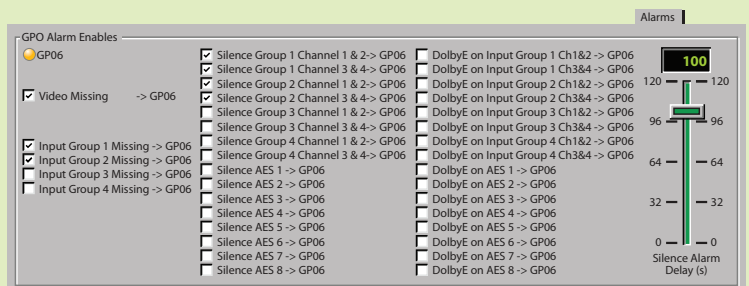 Alarms
GPO Alarm Enables
GP06
Video Missing -> GP06
Input Group 1 Missing -> GP06
Input Group 2 Missing -> GP06
Input Group 3 Missing -> GP06
Input Group 4 Missing -> GP06
Silence Group 1 Channel 1 & 2-> GP06
Silence Group 1 Channel 3 & 4-> GP06
Silence Group 2 Channel 1 & 2-> GP06
Silence Group 2 Channel 3 & 4-> GP06
Silence Group 3 Channel 1 & 2-> GP06
Silence Group 3 Channel 3 & 4-> GP06
Silence Group 4 Channel 1 & 2-> GP06
Silence Group 4 Channel 3 & 4-> GP06
Silence AES 1 -> GP06
Silence AES 2 -> GP06
Silence AES 3 -> GP06
Silence AES 4 -> GP06
Silence AES 5 -> GP06
Silence AES 6 -> GP06
Silence AES 7 -> GP06
Silence AES 8 -> GP06
DolbyE on Input Group 1 Ch1&2 -> GP06
DolbyE on Input Group 1 Ch3&4 -> GP06
DolbyE on Input Group 2 Ch1&2 -> GP06
DolbyE on Input Group 2 Ch3&4 -> GP06
DolbyE on Input Group 3 Ch1&2 -> GP06
DolbyE on Input Group 3 Ch3&4 -> GP06
DolbyE on Input Group 4 Ch1&2 -> GP06
DolbyE on Input Group 4 Ch3&4 -> GP06
DolbyE on AES 1 -> GP06
DolbyE on AES 2 -> GP06
DolbyE on AES 3 -> GP06
DolbyE on AES 4 -> GP06
DolbyE on AES 5 -> GP06
DolbyE on AES 6 -> GP06
DolbyE on AES 7 -> GP06
DolbyE on AES 8 -> GP06
100
120 120
96 96
64 64
32 32
0 0
Silence Alarm
Delay (s)